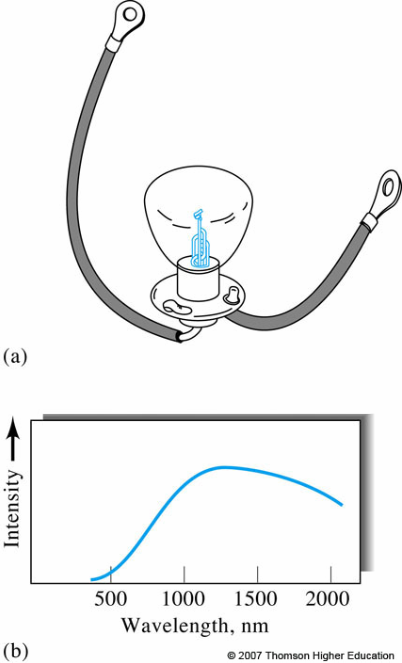 (a)
Intensity
500 1000 1500 2000
Wavelength, nm
(b)
© 2007 Thomson Higher Education